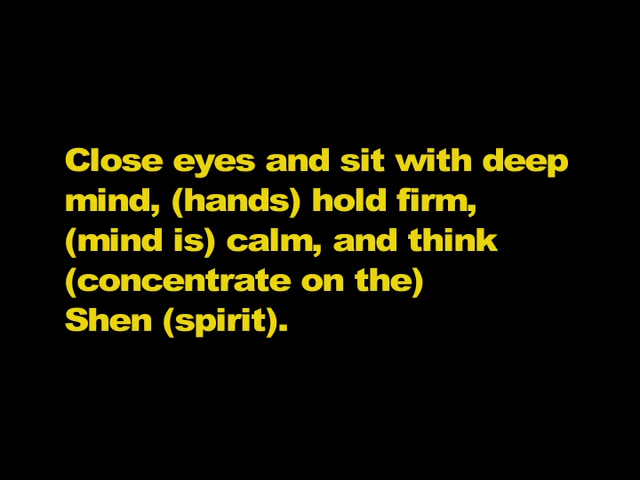 Close eyes and sit with deep
mind, (hands) hold firm,
(mind is) calm, and think
(concentrate on the)
Shen (spirit).